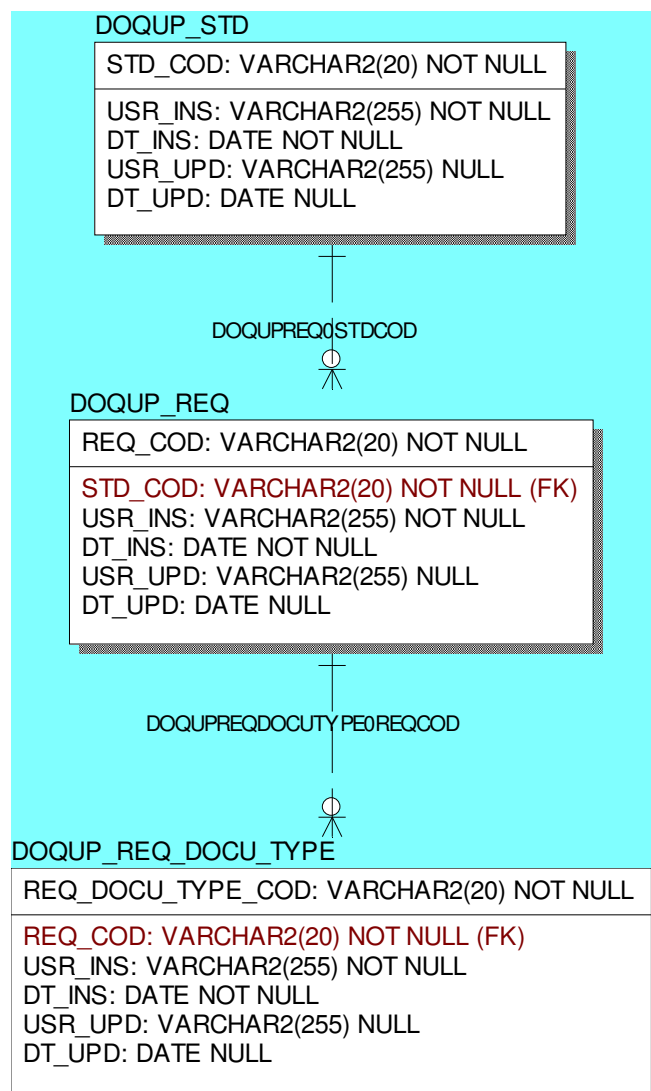 DOQUP_STD
STD_COD: VARCHAR2(20) NOT NULL
USR_INS: VARCHAR2(255) NOT NULL
DT_INS: DATE NOT NULL
USR_UPD: VARCHAR2(255) NULL
DT_UPD: DATE NULL
DOQUPREQ0STDCOD
DOQUP_REQ
REQ_COD: VARCHAR2(20) NOT NULL
STD_COD: VARCHAR2(20) NOT NULL (FK)
USR_INS: VARCHAR2(255) NOT NULL
DT_INS: DATE NOT NULL
USR_UPD: VARCHAR2(255) NULL
DT_UPD: DATE NULL
DOQUPREQDOCUTYPE0REQCOD
DOQUP_REQ_DOCU_TYPE
REQ_DOCU_TYPE_COD: VARCHAR2(20) NOT NULL
REQ_COD: VARCHAR2(20) NOT NULL (FK)
USR_INS: VARCHAR2(255) NOT NULL
DT_INS: DATE NOT NULL
USR_UPD: VARCHAR2(255) NULL
DT_UPD: DATE NULL